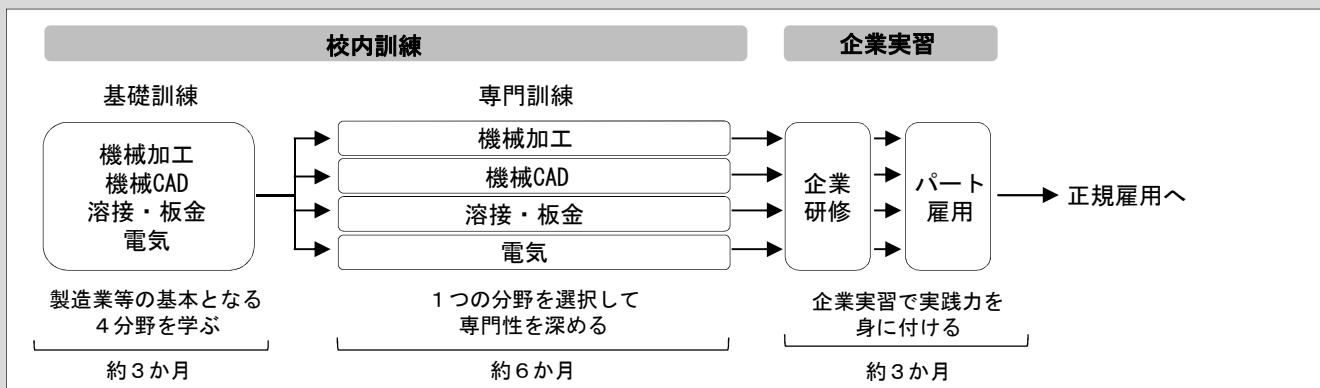 校内訓練
企業実習
基礎訓練
専門訓練
機械加工
機械CAD
溶接・板金
電気
機械加工
機械CAD
溶接・板金
電気
企業
研修
パート
雇用
正規雇用へ
製造業等の基本となる
４分野を学ぶ
１つの分野を選択して
専門性を深める
企業実習で実践力を
身に付ける
約３か月
約６か月
約３か月